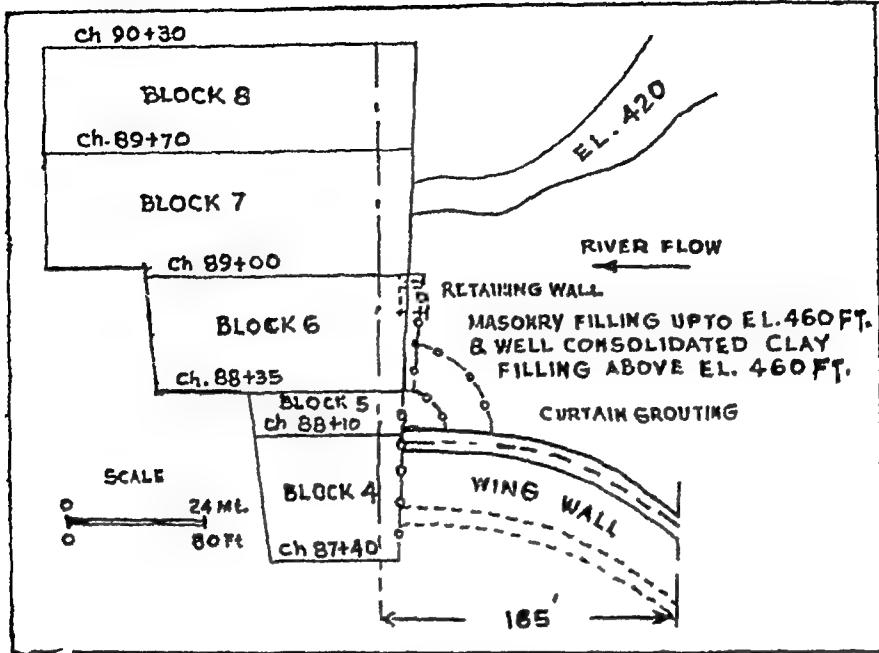 Ch 90+30
BLOCK 8
Ch. 89+70
EL. 420
BLOCK 7
RIVER FLOW
Ch 89+00
RETAINING WALL
BLOCK 6
MASONRY FILLING UPTO EL. 460 FT.
& WELL CONSOLIDATED CLAY
FILLING ABOVE EL. 460 FT.
Ch. 88+35
BLOCK 5
CURTAIN GROUTING
Ch 88+10
SCALE
WING WALL
BLOCK 4
0 24 Mt.
0 80 Ft
Ch 87+40
185'